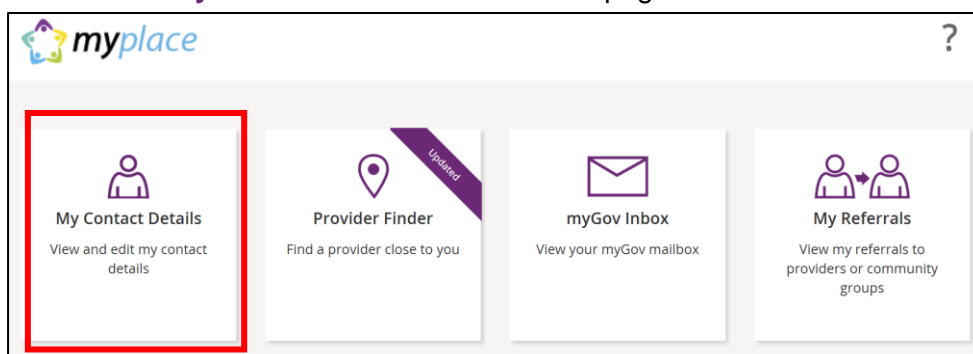 myplace
?
Updated
My Contact Details
View and edit my contact
details
Provider Finder
Find a provider close to you
myGov Inbox
View your myGov mailbox
My Referrals
View my referrals to
providers or community
groups